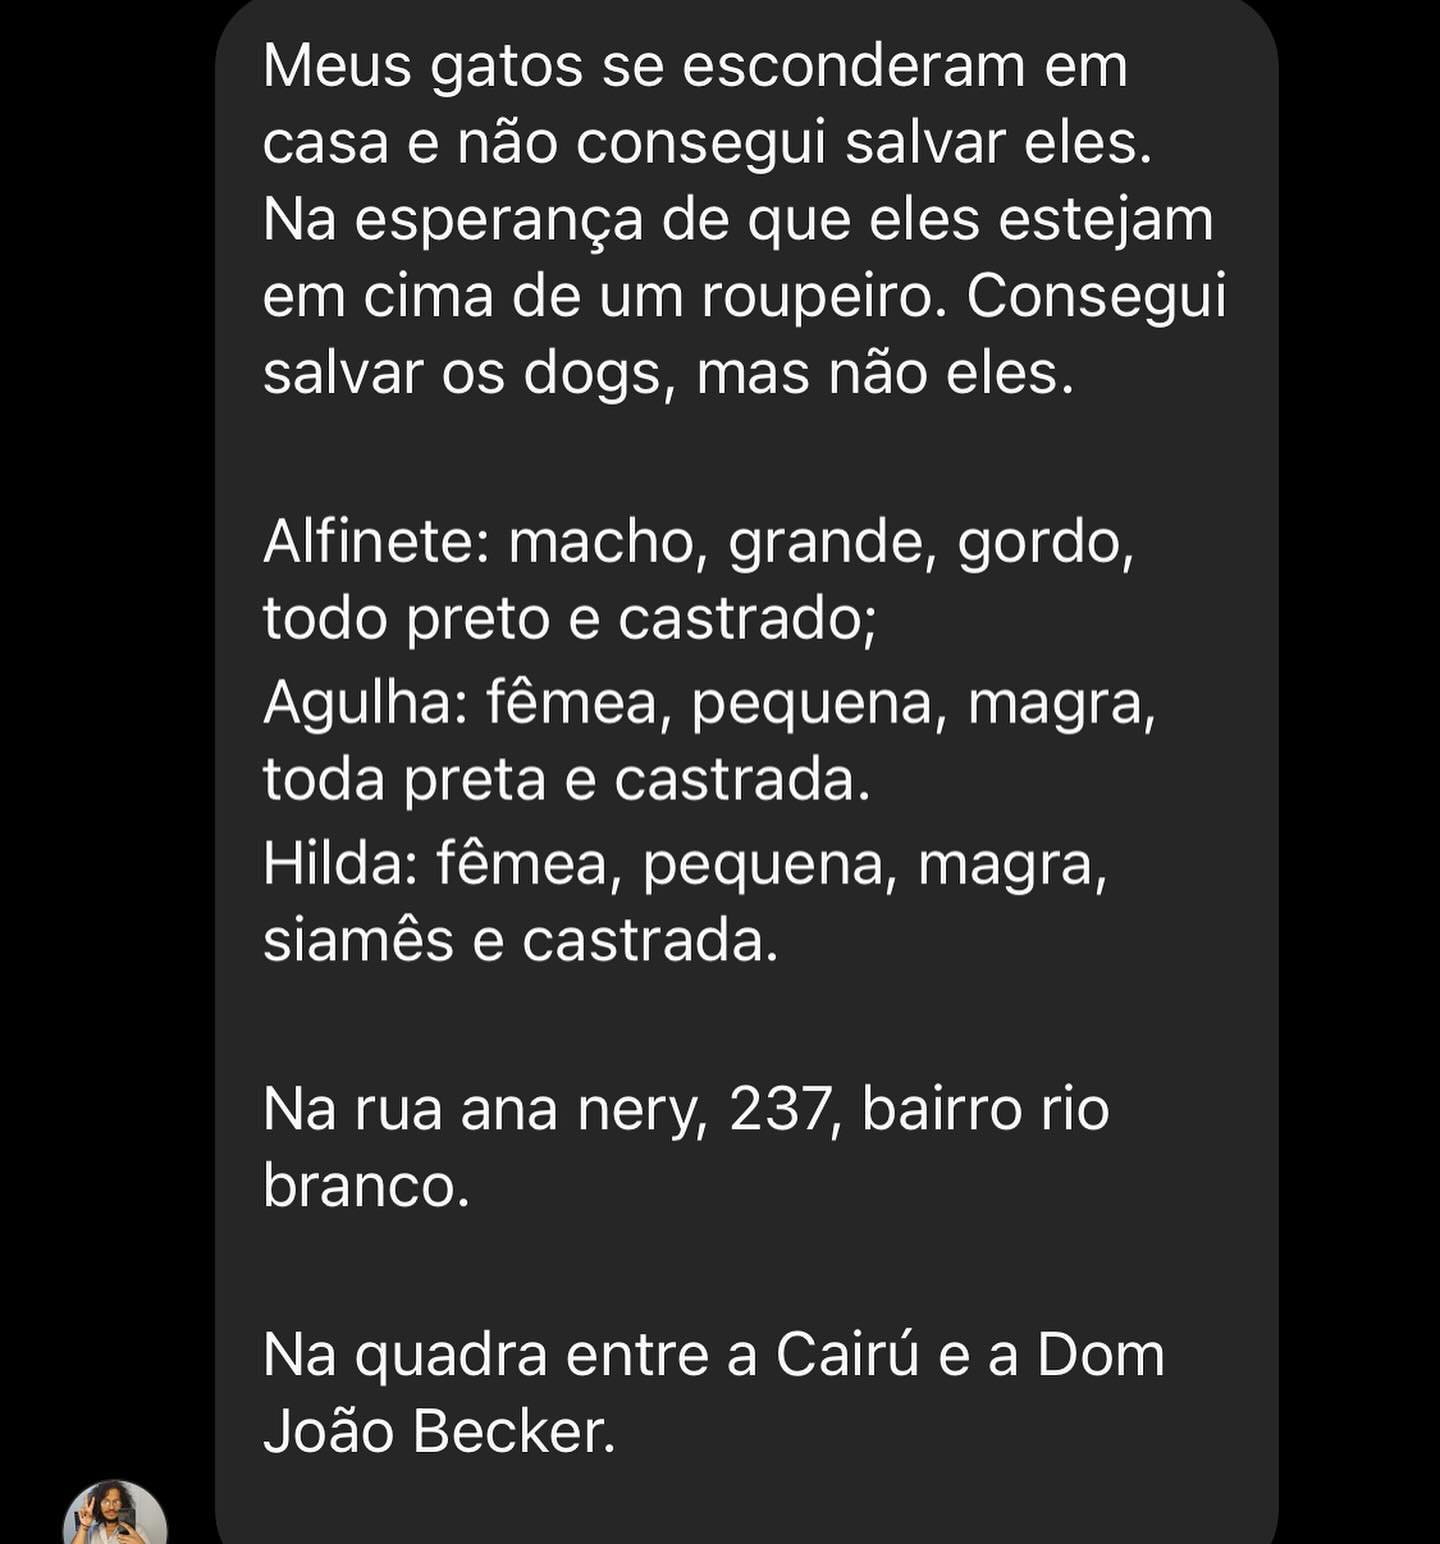 Meus gatos se esconderam em
casa e não consegui salvar eles.
Na esperança de que eles estejam
em cima de um roupeiro. Consegui
salvar os dogs, mas não eles.
Alfinete: macho, grande, gordo,
todo preto e castrado;
Agulha: fêmea, pequena, magra,
toda preta e castrada.
Hilda: fêmea, pequena, magra,
siamês e castrada.
Na rua ana nery, 237, bairro rio
branco.
Na quadra entre a Cairú e a Dom
João Becker.